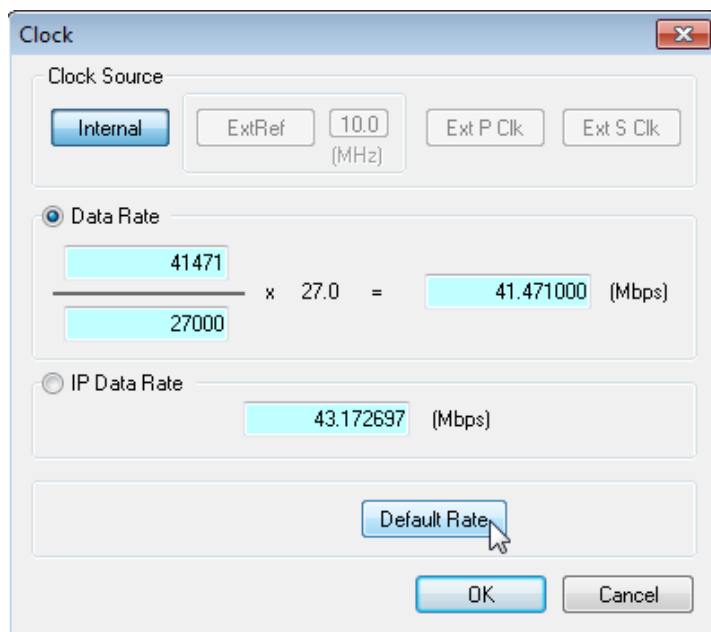 Clock
Clock Source
Internal ExtRef 10.0 Ext P Clk Ext S Clk
(MHz)
Data Rate
41471
x 27.0 = 41.471000 (Mbps)
27000
IP Data Rate
43.172697 (Mbps)
Default Rate
OK Cancel